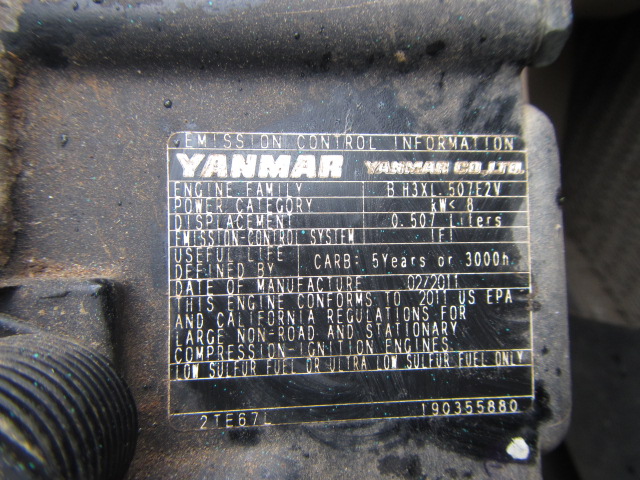 EMISSION CONTROL INFORMATION
YANMAR YANMAR CO.,LTD.
ENGINE FAMILY BH3XL.507E2V
POWER CATEGORY kW< 8
DISPLACEMENT 0.507 Liters
EMISSION-CONTROL SYSTEM IFI
USEFUL LIFE
DEFINED BY CARB: 5Years or 3000h
DATE OF MANUFACTURE 02/2011
THIS ENGINE CONFORMS TO 2011 US EPA
AND CALIFORNIA REGULATIONS FOR
LARGE NON-ROAD AND STATIONARY
COMPRESSION-IGNITION ENGINES.
LOW SULFUR FUEL OR ULTRA LOW SULFUR FUEL ONLY
2TE67L 190355880